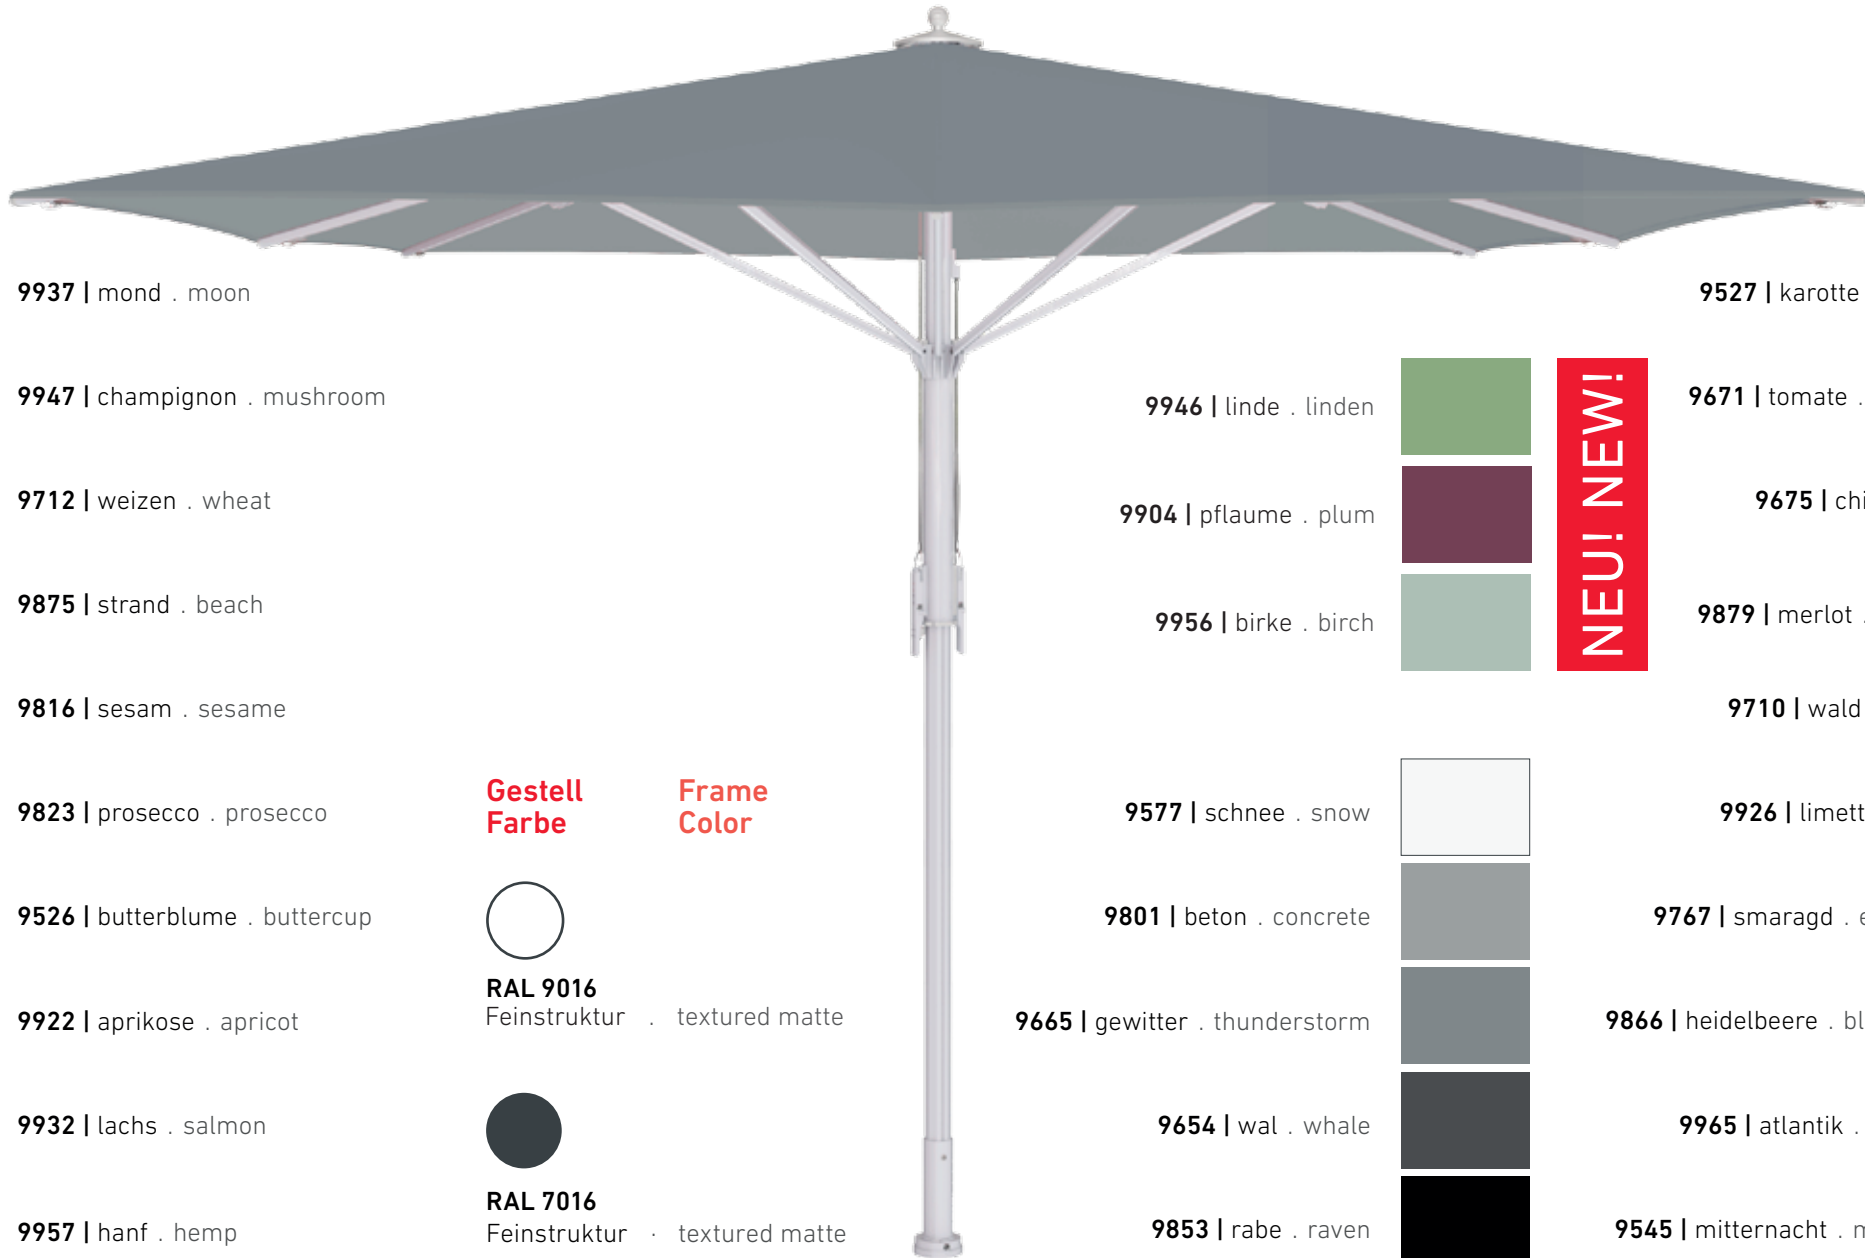 9937 | mond . moon
9947 | champignon . mushroom
9712 | weizen . wheat
9875 | strand . beach
9816 | sesam . sesame
9823 | prosecco . prosecco
9526 | butterblume . buttercup
9922 | aprikose . apricot
9932 | lachs . salmon
9957 | hanf . hemp
Gestell
Farbe
Frame
Color
RAL 9016
Feinstruktur . textured matte
RAL 7016
Feinstruktur · textured matte
9946 | linde . linden
9904 | pflaume . plum
9956 | birke . birch
NEU! NEW!
9577 | schnee . snow
9801 | beton . concrete
9665 | gewitter . thunderstorm
9654 | wal . whale
9853 | rabe . raven
9527 | karotte
9671 | tomate .
9675 |
9879 | merlot .
9710 | wald
9926 |
9767 | smaragd .
9866 | heidelbeere .
9965 | atlantik .
9545 | mitternacht .